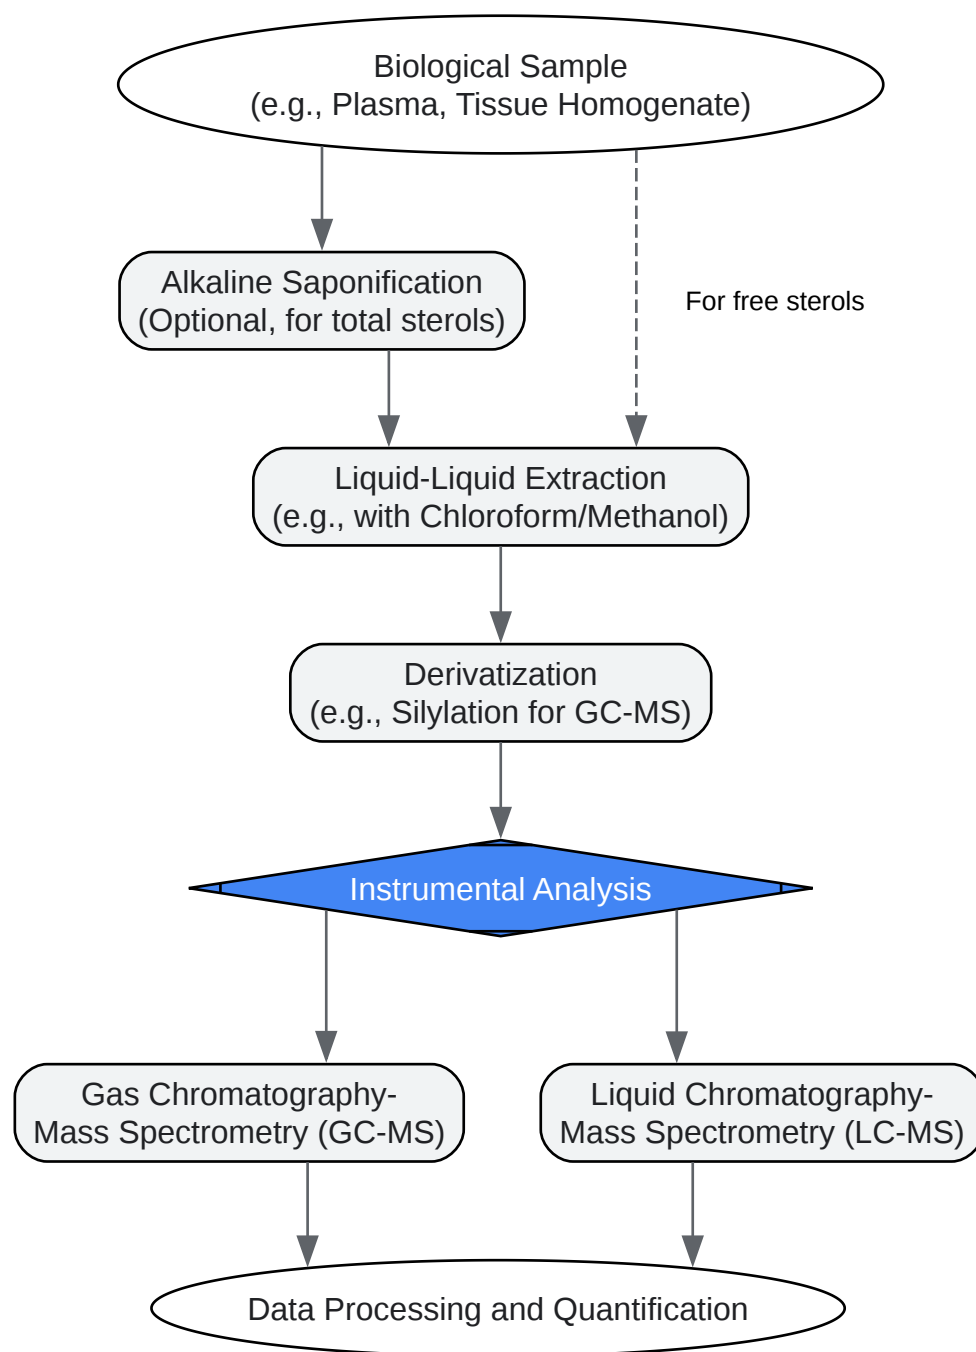 Biological Sample
(e.g., Plasma, Tissue Homogenate)
Alkaline Saponification
(Optional, for total sterols)
For free sterols
Liquid-Liquid Extraction
(e.g., with Chloroform/Methanol)
Derivatization
(e.g., Silylation for GC-MS)
Instrumental Analysis
Gas Chromatography-
Mass Spectrometry (GC-MS)
Liquid Chromatography-
Mass Spectrometry (LC-MS)
Data Processing and Quantification